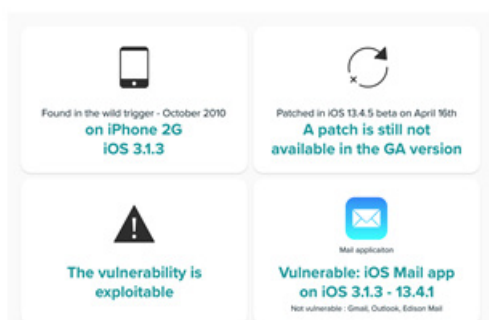 Found in the wild trigger - October 2010
on iPhone 2G
iOS 3.1.3
Patched in iOS 13.4.5 beta on April 16th
A patch is still not
available in the GA version
The vulnerability is
exploitable
Mail applicaiton
Vulnerable: iOS Mail app
on iOS 3.1.3 - 13.4.1
Not vulnerable : Gmail, Outlook, Edison Mail